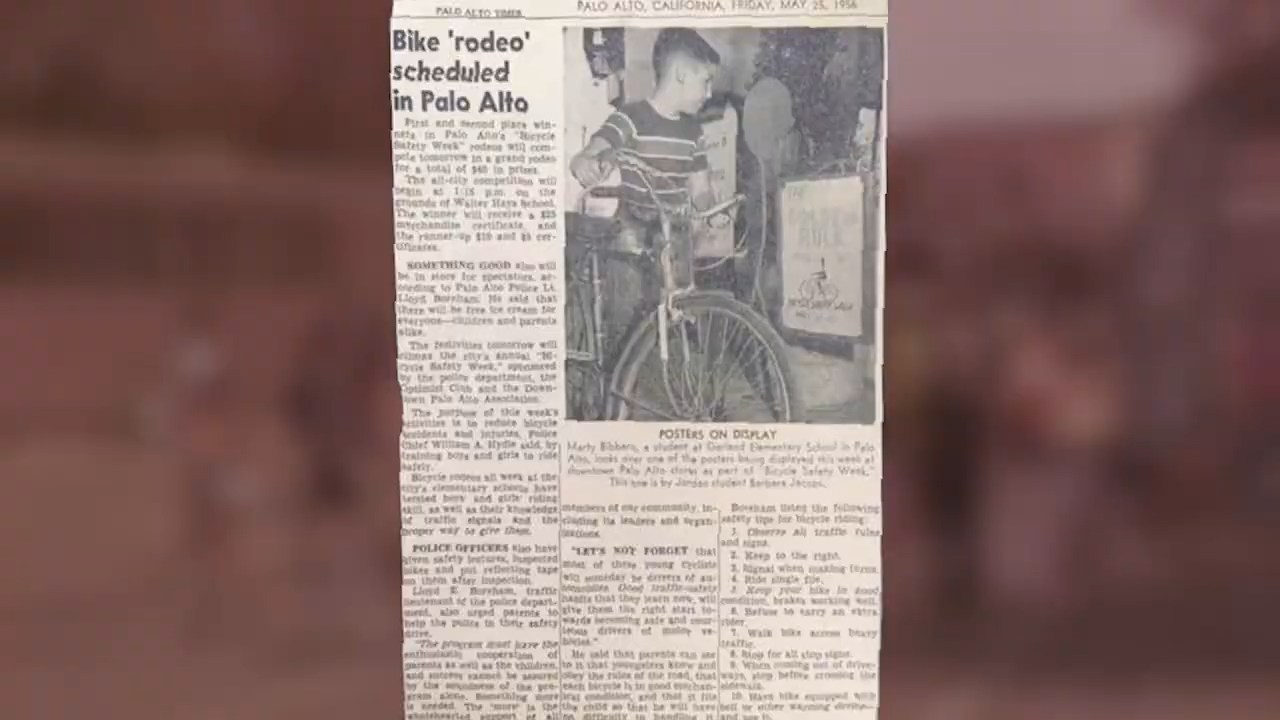 PALO ALTO TIMES
PALO ALTO, CALIFORNIA, FRIDAY, MAY 25, 1956
Bike 'rodeo'
scheduled
in Palo Alto
First and second place win-
ners in Palo Alto's "Bicycle
Safety Week" rodeos will com-
pete tomorrow in a grand rodeo
for a total of $40 in prizes.
The all-city competition will
begin at 1:15 p.m. on the
grounds of Walter Hays School.
The winner will receive a $25
merchandise certificate, and
the runner-up $10 and $5 cer-
tificates.
SOMETHING GOOD also will
be in store for spectators, ac-
cording to Palo Alto Police Lt.
Lloyd Boreham. He said that
there will be free ice cream for
everyone—children and parents
alike.
The festivities tomorrow will
climax the city's annual "Bi-
cycle Safety Week," sponsored
by the police department, the
Optimist Club and the Down-
town Palo Alto Association.
The purpose of this week's
activities is to reduce bicycle
accidents and injuries, Police
Chief William A. Hydie said, by
training boys and girls to ride
safely.
Bicycle rodeos all week at the
city's elementary schools have
tested boys' and girls' riding
skill, as well as their knowledge
of traffic signals and the
proper way to give them.
POLICE OFFICERS also have
given safety lectures, inspected
bikes and put reflecting tape
on them after inspection.
Lloyd E. Boreham, traffic
lieutenant of the police depart-
ment, also urged parents to
help the police in their safety
drive.
"The program must have the
enthusiastic cooperation of
parents as well as the children,
and success cannot be assured
by the soundness of the pro-
gram alone. Something more
is needed. The 'more' is the
wholehearted support of all
THE
GOLDEN
RULE
BICYCLE SAFETY WEEK
POSTERS ON DISPLAY
Marty Bibbero, a student at Garland Elementary School in Palo
Alto, looks over one of the posters being displayed this week at
downtown Palo Alto stores as part of "Bicycle Safety Week."
This one is by Jordan student Barbara Jacobs.
members of our community, in-
cluding its leaders and organi-
zations.
"LET'S NOT FORGET that
most of these young cyclists
will someday be drivers of au-
tomobiles. Good traffic-safety
habits that they learn now, will
give them the right start to-
wards becoming safe and cour-
teous drivers of motor ve-
hicles."
He said that parents can see
to it that youngsters know and
obey the rules of the road, that
each bicycle is in good mechan-
ical condition, and that it fits
the child so that he will have
no difficulty in handling it
Boreham listed the following
safety tips for bicycle riding:
1. Observe all traffic rules
and signs.
2. Keep to the right.
3. Signal when making turns.
4. Ride single file.
5. Keep your bike in good
condition, brakes working well.
6. Refuse to carry an extra
rider.
7. Walk bike across heavy
traffic.
8. Stop for all stop signs.
9. When coming out of drive-
ways, stop before crossing the
sidewalk.
10. Have bike equipped with
bell or other warning device—
and use it.